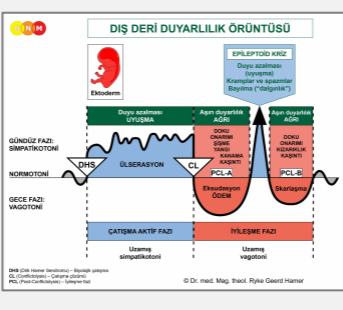 BİNİM
DIŞ DERİ DUYARLILIK ÖRÜNTÜSÜ
EPİLEPTOİD KRİZ
Duyu azalması
(uyuşma)
Kramplar ve spazmlar
Bayılma ("dalgınlık")
Ektoderm
Duyu azalması
UYUŞMA
Aşırı duyarlılık
AĞRI
Aşırı duyarlılık
AĞRI
GÜNDÜZ FAZI:
SİMPATİKOTONİ
DOKU
ONARIMI
ŞİŞME
YANGI
KANAMA
KAŞINTI
DOKU
ONARIMI
KIZARIKLIK
KAŞINTI
DHS
ÜLSERASYON
CL
PCL-A
PCL-B
NORMOTONİ
GECE FAZI:
VAGOTONİ
Eksudasyon
ÖDEM
Skarlaşma
ÇATIŞMA AKTİF FAZI
İYİLEŞME FAZI
Uzamış
simpatikotoni
Uzamış
vagotoni
DHS (Dirk Hamer Sendromu) – Biyolojik çatışma
CL (Conflictolysis) – Çatışma çözümü
PCL (Post-Conflictolysis) – İyileşme fazı
© Dr. med. Mag. theol. Ryke Geerd Hamer